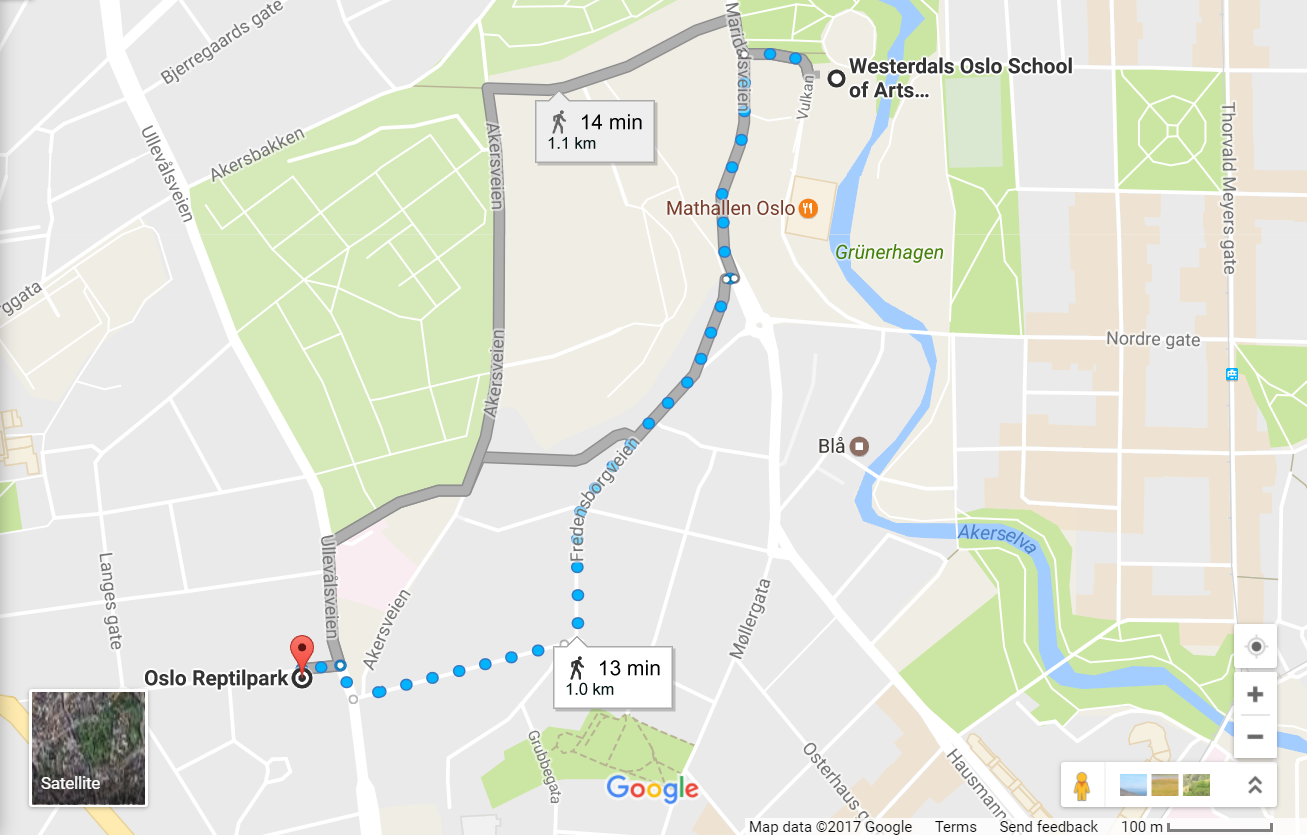 Bjerregaards gate
Maridalsveien
Westerdals Oslo School
of Arts...
Vulkan
14 min
1.1 km
Ullevålsveien
Akersbakken
Akersveien
Thorvald Meyers gate
Mathallen Oslo
Grünerhagen
ggata
Akersveien
Nordre gate
Blå
Fredensborgveien
Akerselva
Ullevålsveien
Langes gate
Akersveien
Møllergata
13 min
1.0 km
Oslo Reptilpark
Grubbegata
Osterhaus g
Hausmann
Satellite
Google
Map data ©2017 Google
Terms
Send feedback
100 m